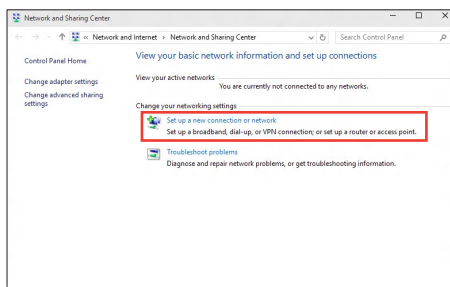 Network and Sharing Center
« Network and Internet › Network and Sharing Center
Search Control Panel
Control Panel Home
Change adapter settings
Change advanced sharing
settings
View your basic network information and set up connections
View your active networks
You are currently not connected to any networks.
Change your networking settings
Set up a new connection or network
Set up a broadband, dial-up, or VPN connection; or set up a router or access point.
Troubleshoot problems
Diagnose and repair network problems, or get troubleshooting information.